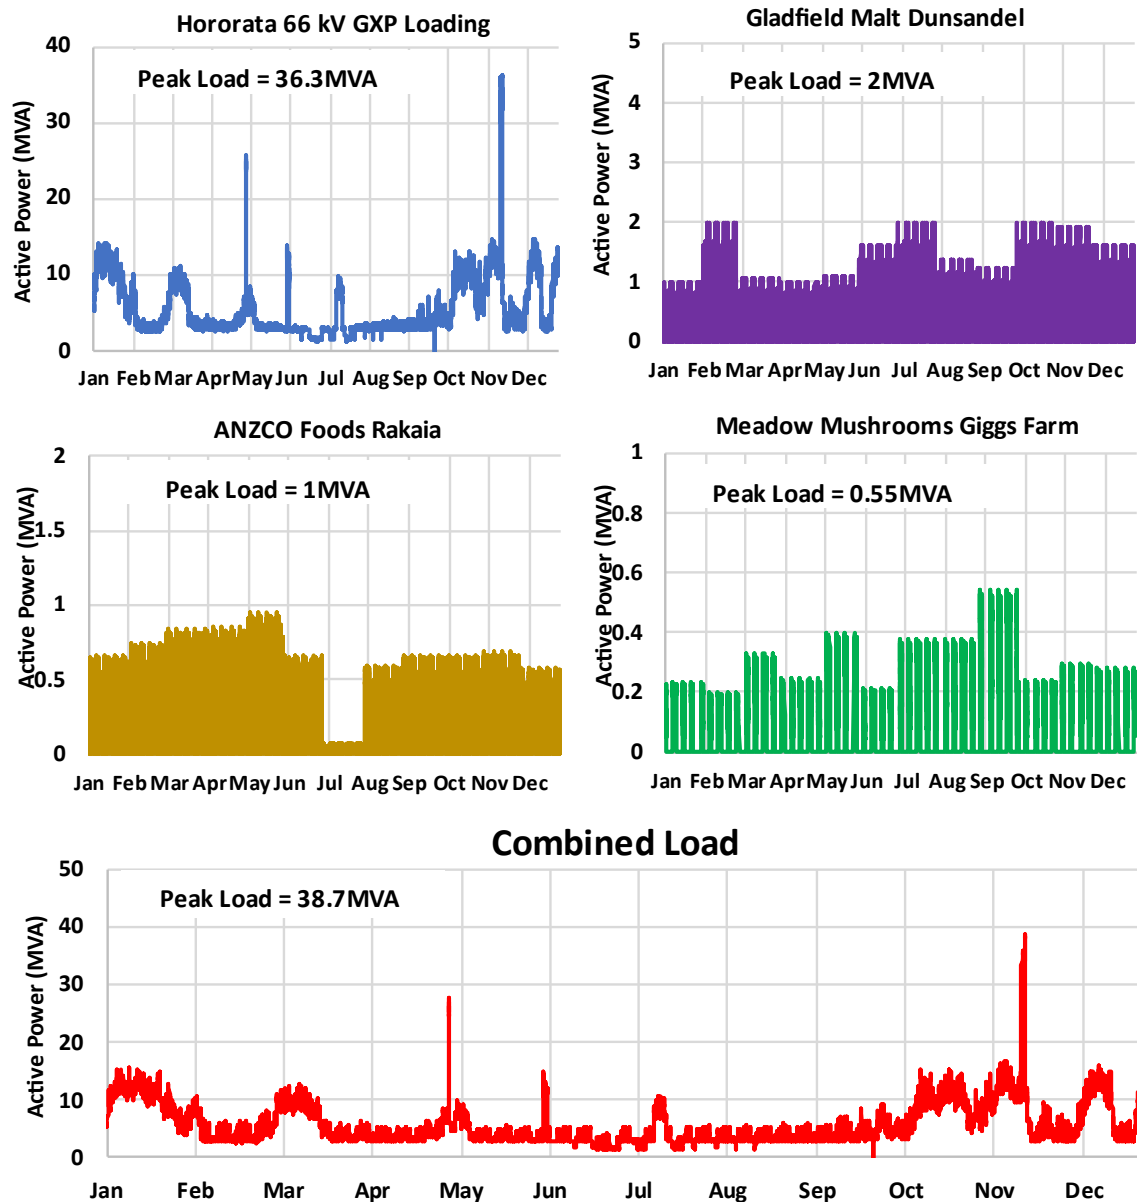 Hororata 66 kV GXP Loading
Peak Load = 36.3MVA
Active Power (MVA)
40
30
20
10
0
Jan Feb Mar Apr May Jun Jul Aug Sep Oct Nov Dec
Gladfield Malt Dunsandel
Peak Load = 2MVA
Active Power (MVA)
5
4
3
2
1
0
Jan Feb Mar Apr May Jun Jul Aug Sep Oct Nov Dec
ANZCO Foods Rakaia
Peak Load = 1MVA
Active Power (MVA)
2
1.5
1
0.5
0
Jan Feb Mar Apr May Jun Jul Aug Sep Oct Nov Dec
Meadow Mushrooms Giggs Farm
Peak Load = 0.55MVA
Active Power (MVA)
1
0.8
0.6
0.4
0.2
0
Jan Feb Mar Apr May Jun Jul Aug Sep Oct Nov Dec
Combined Load
Peak Load = 38.7MVA
Active Power (MVA)
50
40
30
20
10
0
Jan Feb Mar Apr May Jun Jul Aug Sep Oct Nov Dec